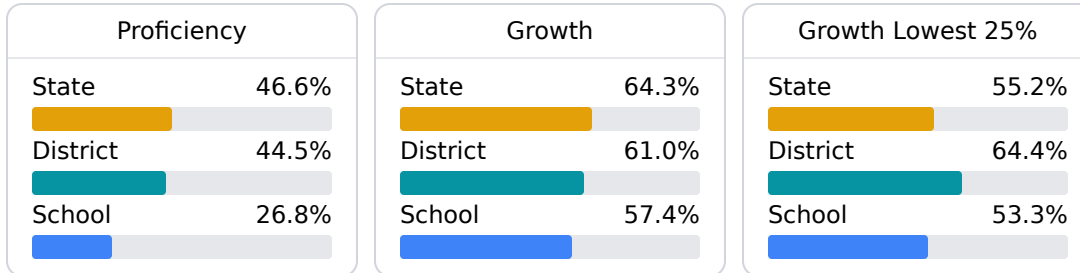 Proficiency
State 46.6%
District 44.5%
School 26.8%
Growth
State 64.3%
District 61.0%
School 57.4%
Growth Lowest 25%
State 55.2%
District 64.4%
School 53.3%